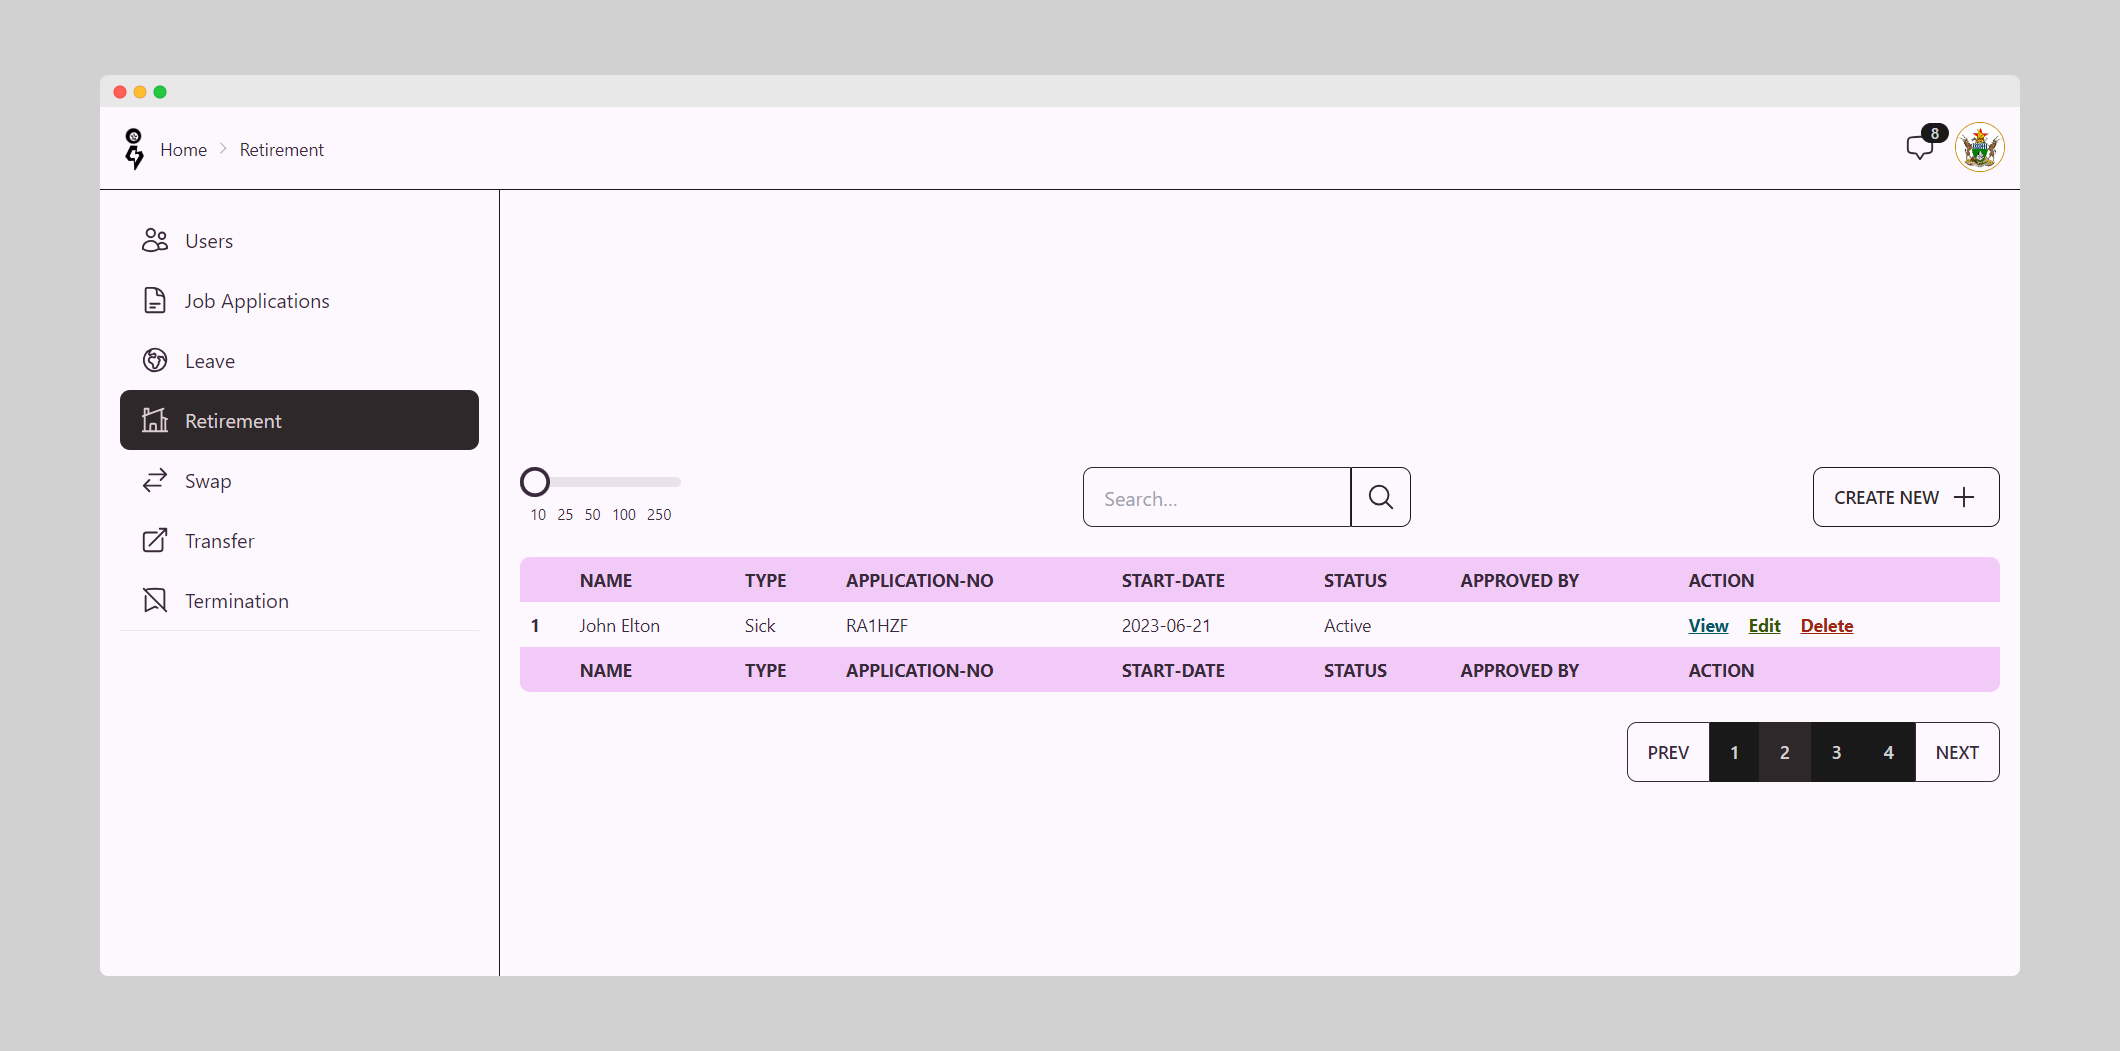 Home > Retirement
8
Users
Job Applications
Leave
Retirement
Swap
Transfer
Termination
10 25 50 100 250
Search...
CREATE NEW
NAME TYPE APPLICATION-NO START-DATE STATUS APPROVED BY ACTION
1 John Elton Sick RA1HZF 2023-06-21 Active View Edit Delete
NAME TYPE APPLICATION-NO START-DATE STATUS APPROVED BY ACTION
PREV 1 2 3 4 NEXT